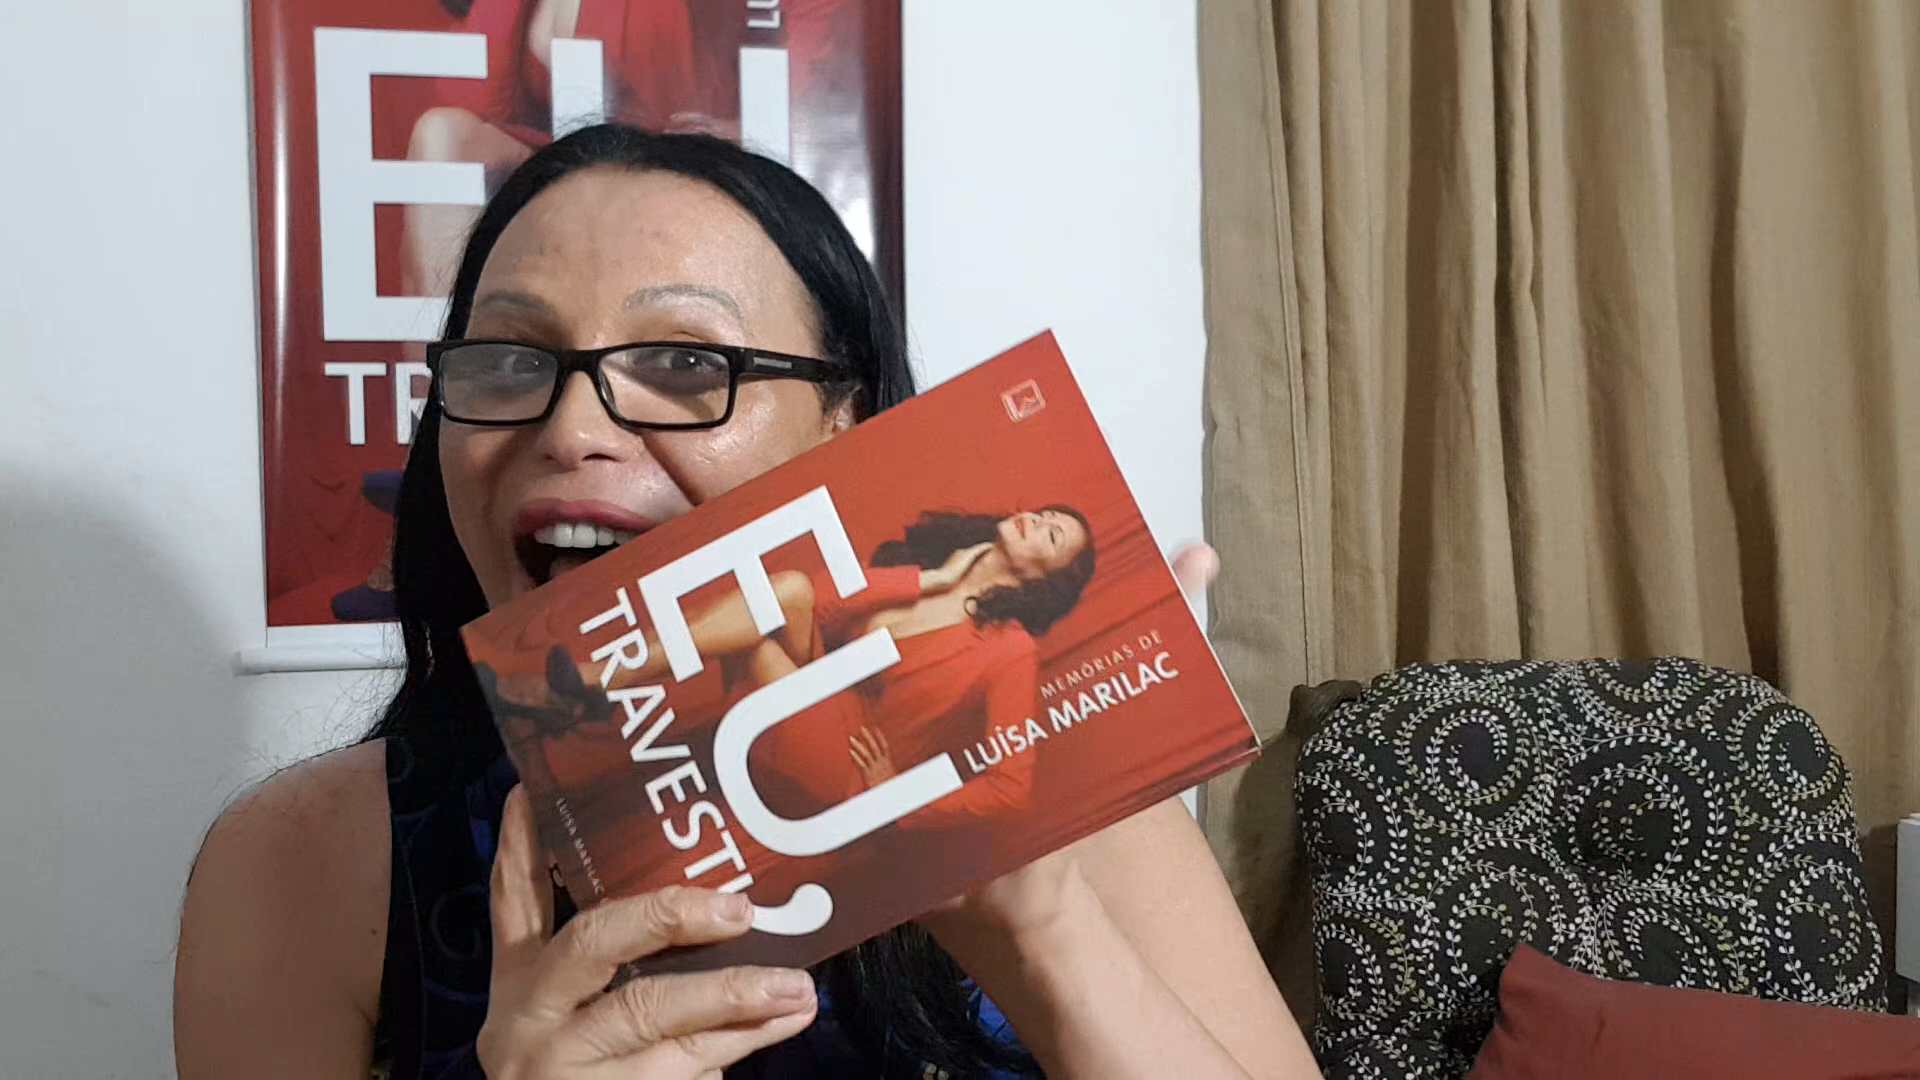 EU
TR
EU,
TRAVESTI
MEMÓRIAS DE
LUÍSA MARILAC
LUÍSA MARILAC